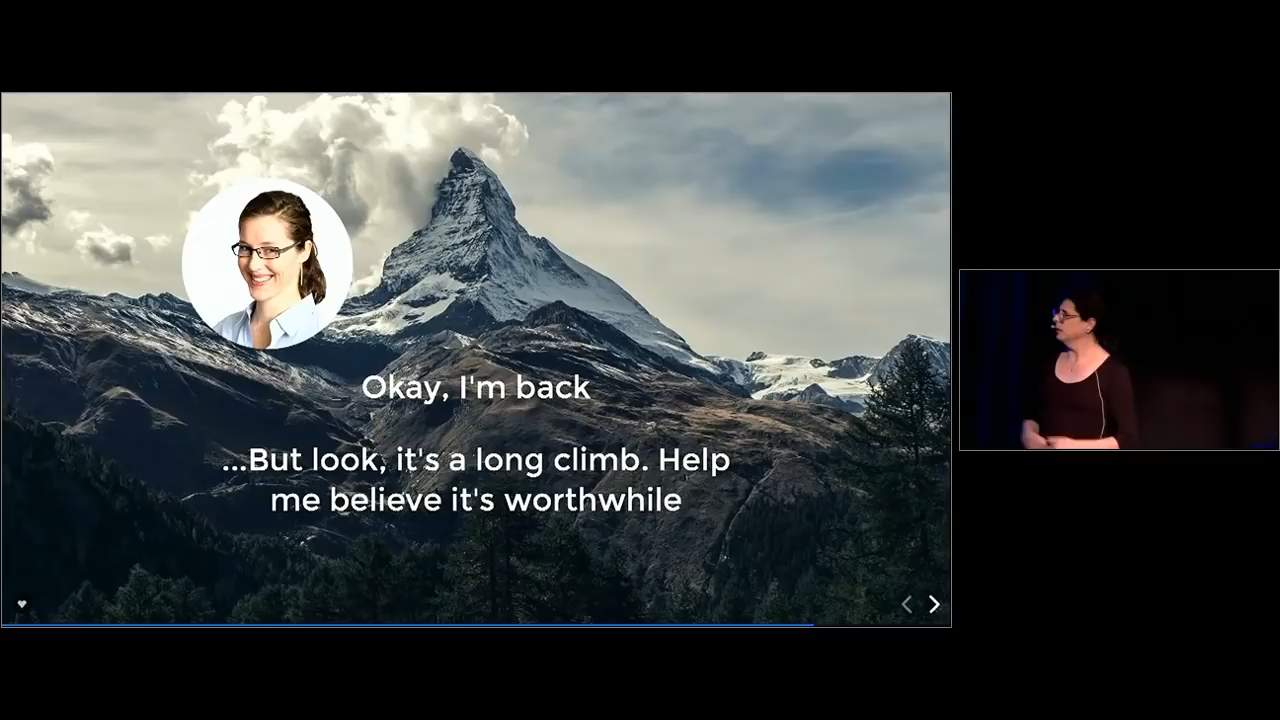 Okay, I'm back
...But look, it's a long climb. Help
me believe it's worthwhile